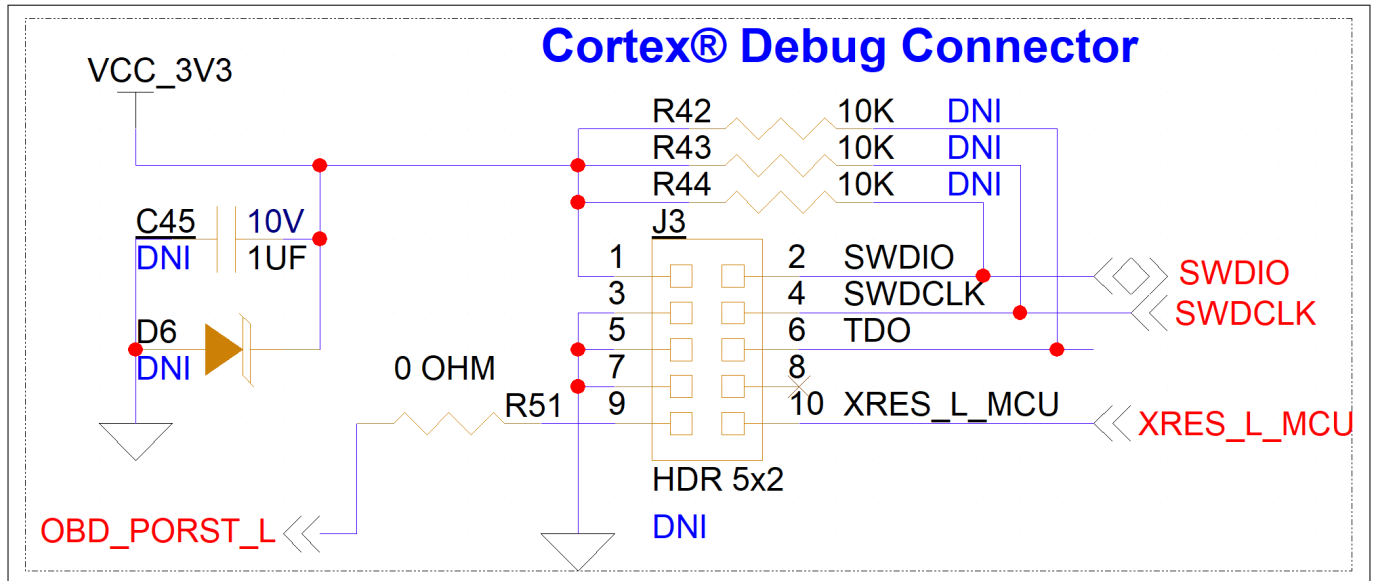 Cortex® Debug Connector
VCC_3V3
R42 10K DNI
R43 10K DNI
R44 10K DNI
C45 10V
DNI 1UF
J3
1 2 SWDIO SWDIO
3 4 SWDCLK SWDCLK
D6 5 6 TDO
DNI
0 OHM 7 8
R51 9 10 XRES_L_MCU XRES_L_MCU
HDR 5x2
OBD_PORST_L DNI